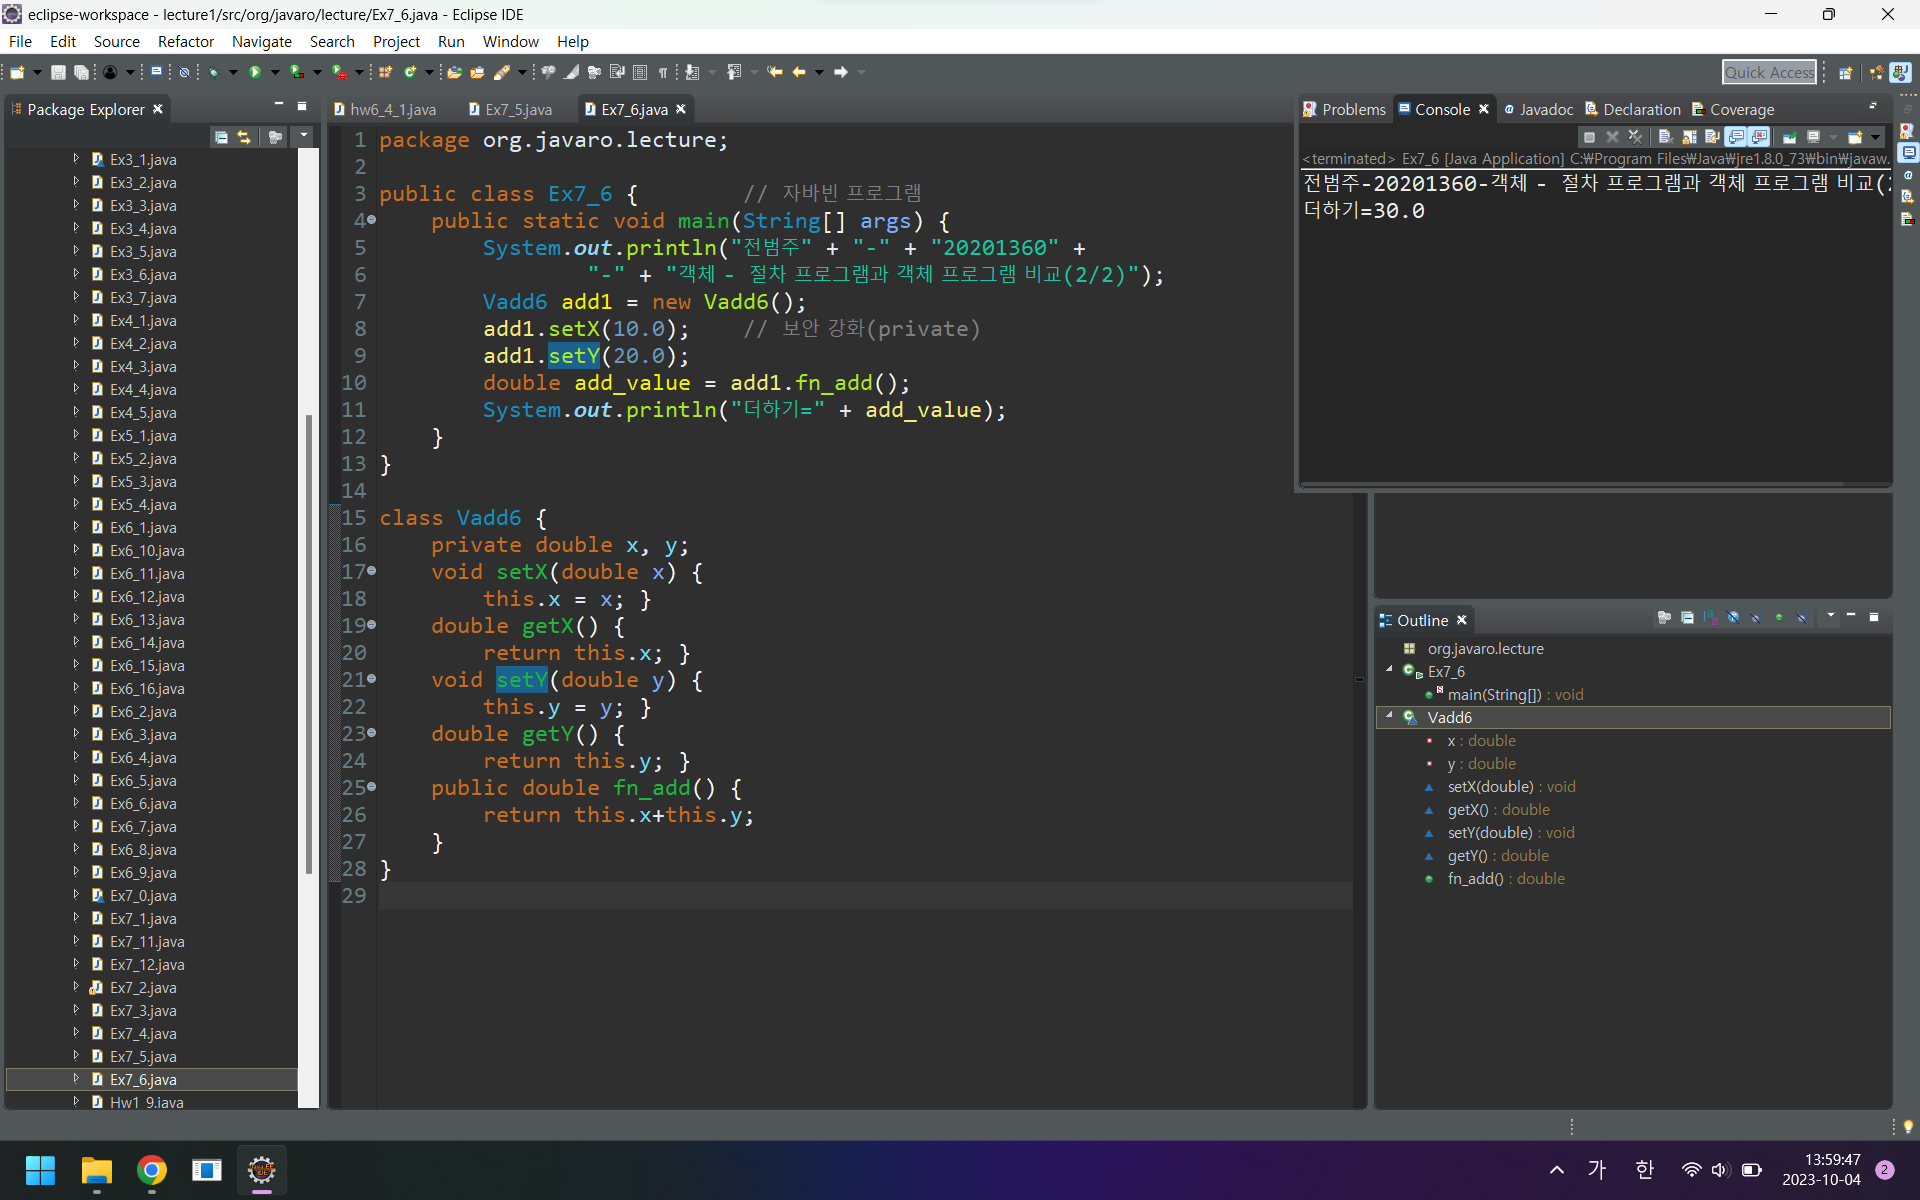 eclipse-workspace - lecture1/src/org/javaro/lecture/Ex7_6.java - Eclipse IDE
File Edit Source Refactor Navigate Search Project Run Window Help
Quick Access
Package Explorer
Ex3_1.java
Ex3_2.java
Ex3_3.java
Ex3_4.java
Ex3_5.java
Ex3_6.java
Ex3_7.java
Ex4_1.java
Ex4_2.java
Ex4_3.java
Ex4_4.java
Ex4_5.java
Ex5_1.java
Ex5_2.java
Ex5_3.java
Ex5_4.java
Ex6_1.java
Ex6_10.java
Ex6_11.java
Ex6_12.java
Ex6_13.java
Ex6_14.java
Ex6_15.java
Ex6_16.java
Ex6_2.java
Ex6_3.java
Ex6_4.java
Ex6_5.java
Ex6_6.java
Ex6_7.java
Ex6_8.java
Ex6_9.java
Ex7_0.java
Ex7_1.java
Ex7_11.java
Ex7_12.java
Ex7_2.java
Ex7_3.java
Ex7_4.java
Ex7_5.java
Ex7_6.java
Hw1_9.java
hw6_4_1.java Ex7_5.java Ex7_6.java
1 package org.javaro.lecture;
2
3 public class Ex7_6 { // 자바빈 프로그램
4 public static void main(String[] args) {
5 System.out.println("전범주" + "-" + "20201360" +
6 "-" + "객체 - 절차 프로그램과 객체 프로그램 비교(2/2)");
7 Vadd6 add1 = new Vadd6();
8 add1.setX(10.0); // 보안 강화(private)
9 add1.setY(20.0);
10 double add_value = add1.fn_add();
11 System.out.println("더하기=" + add_value);
12 }
13 }
14
15 class Vadd6 {
16 private double x, y;
17 void setX(double x) {
18 this.x = x; }
19 double getX() {
20 return this.x; }
21 void setY(double y) {
22 this.y = y; }
23 double getY() {
24 return this.y; }
25 public double fn_add() {
26 return this.x+this.y;
27 }
28 }
29
Problems Console Javadoc Declaration Coverage
<terminated> Ex7_6 [Java Application] C:₩Program Files₩Java₩jre1.8.0_73₩bin₩javaw.
전범주-20201360-객체 - 절차 프로그램과 객체 프로그램 비교(
더하기=30.0
Outline
org.javaro.lecture
Ex7_6
main(String[]) : void
Vadd6
x : double
y : double
setX(double) : void
getX() : double
setY(double) : void
getY() : double
fn_add() : double
가 한 13:59:47
2023-10-04 2